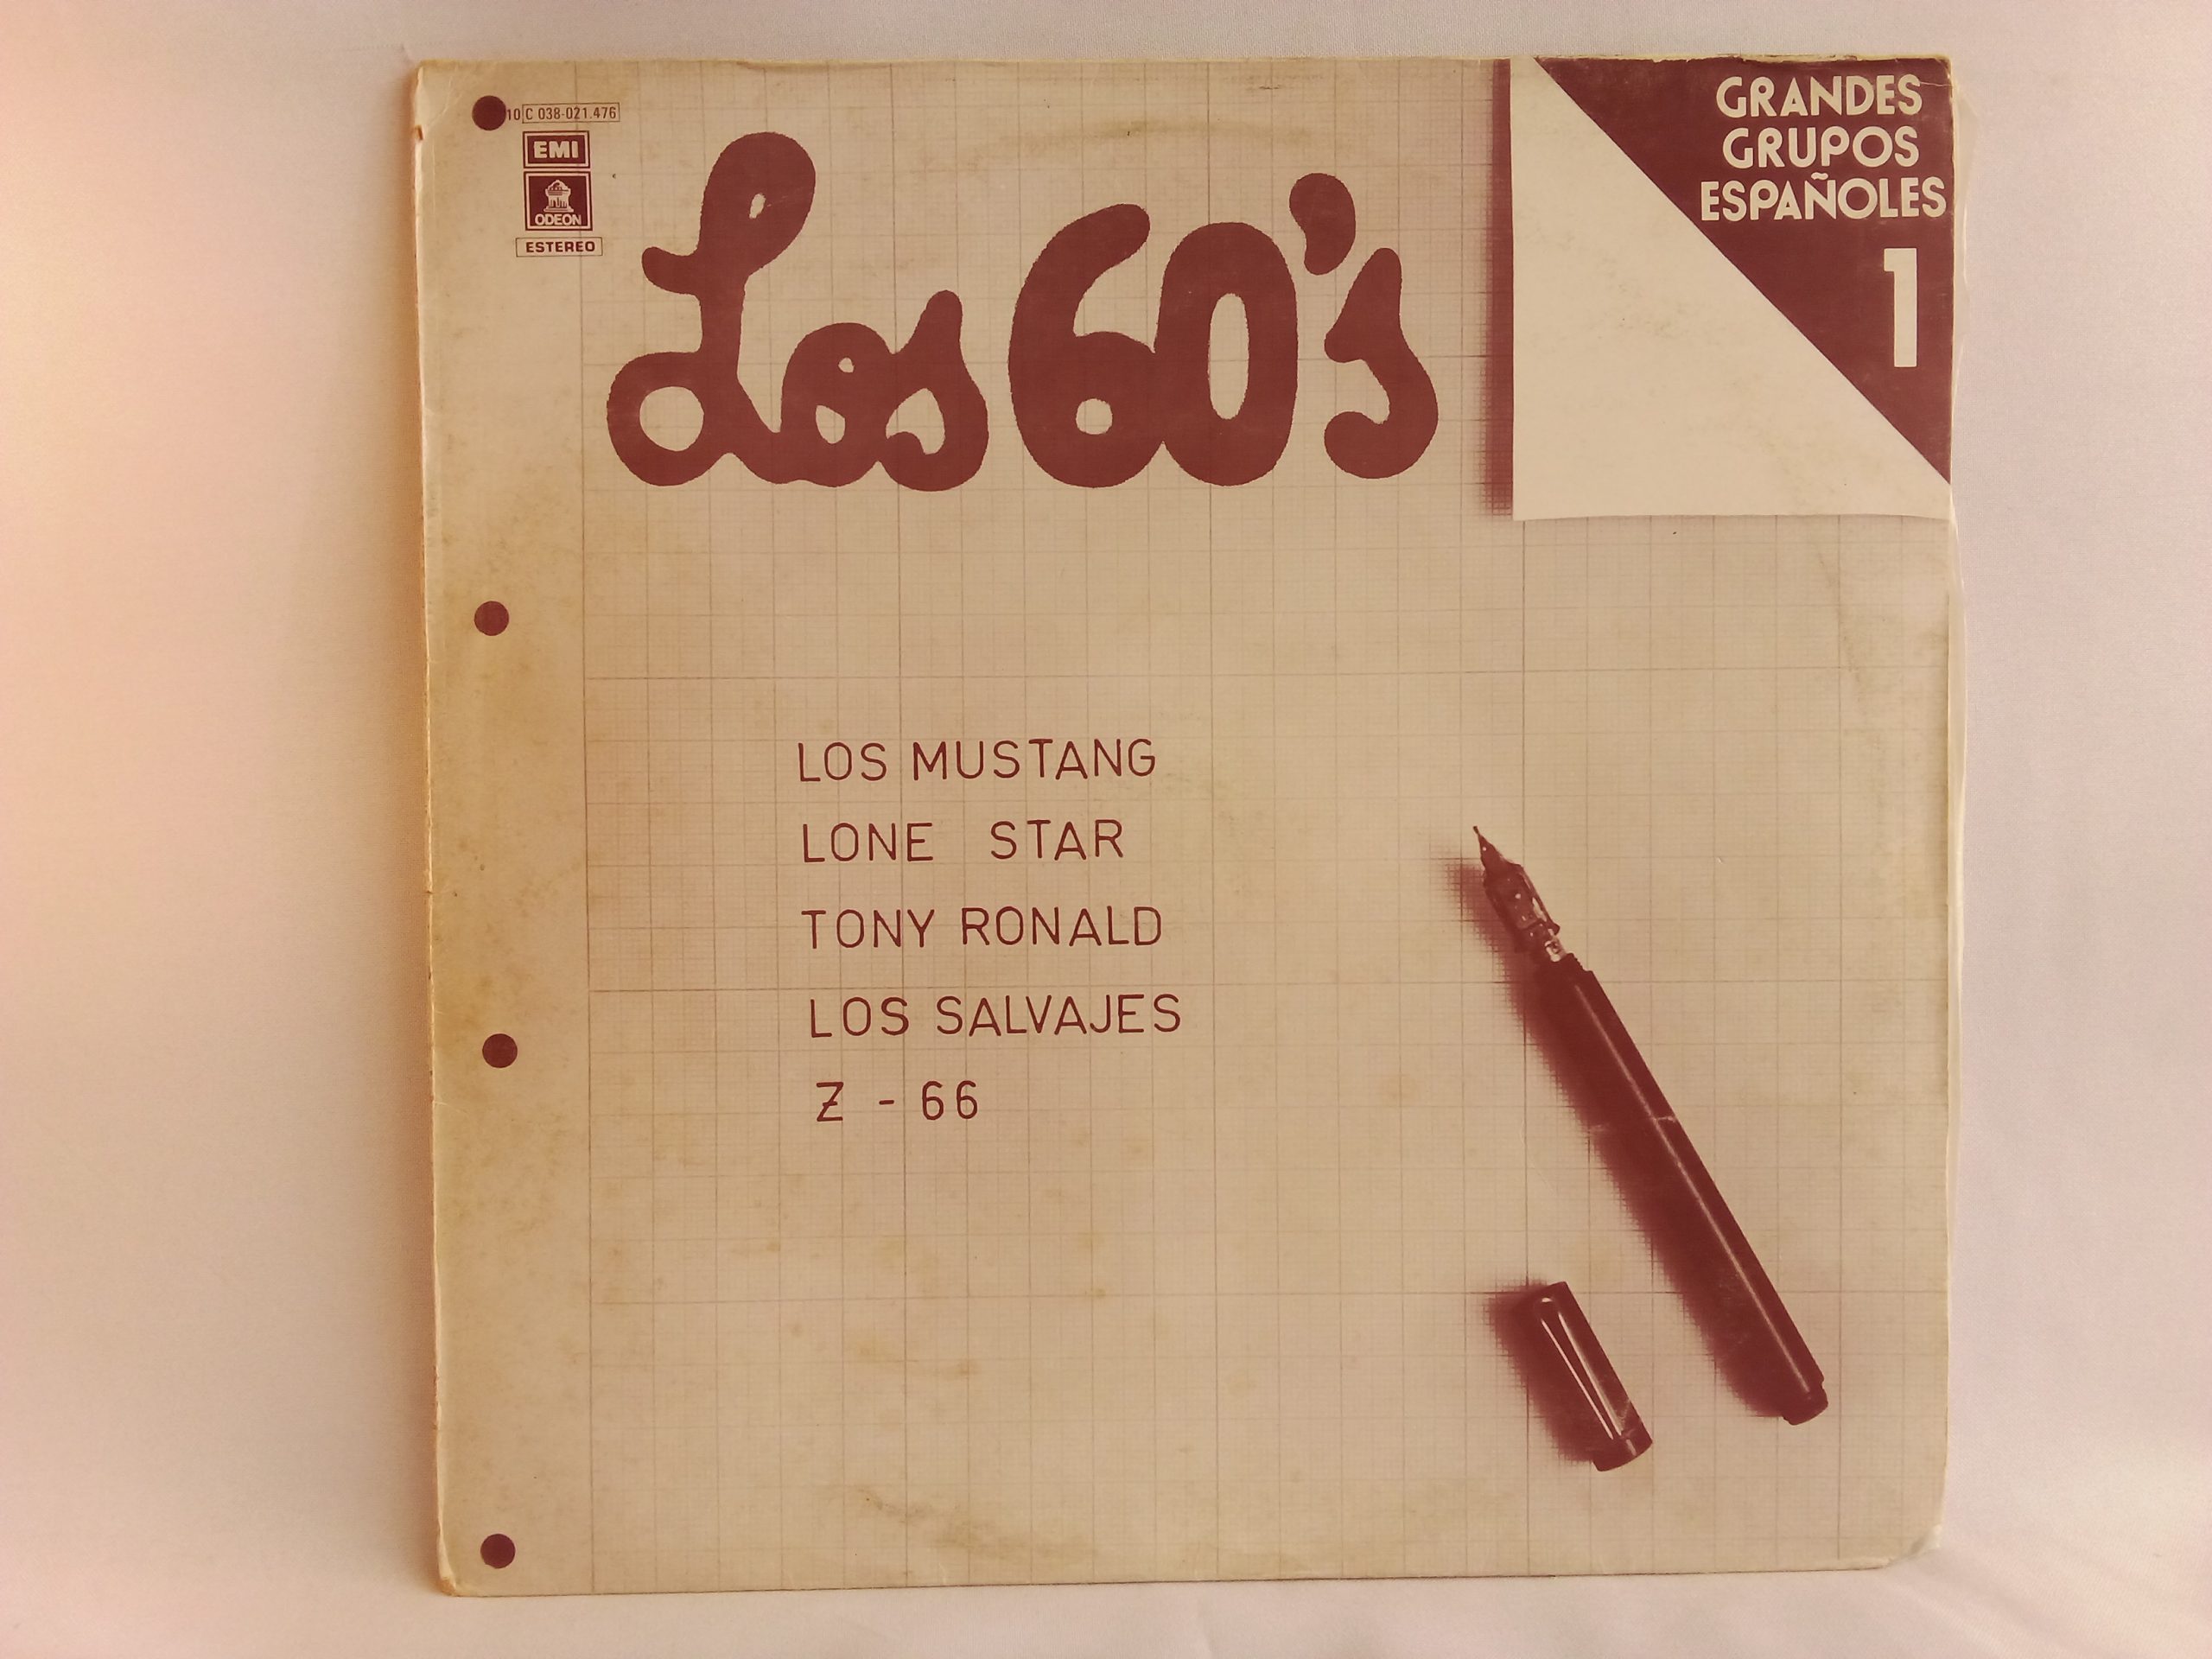 10 C 038-021.476
EMI
ODEON
ESTEREO
Los 60's
GRANDES
GRUPOS
ESPAÑOLES
1
LOS MUSTANG
LONE STAR
TONY RONALD
LOS SALVAJES
Z - 66